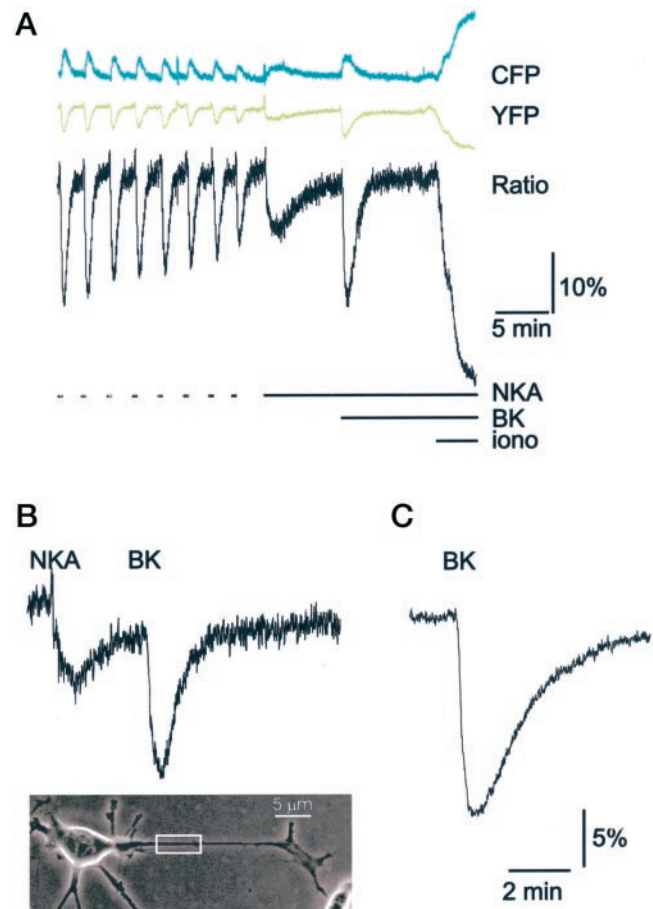 A
CFP
YFP
Ratio
10%
5 min
NKA
BK
iono
B
C
NKA BK
BK
5 μm
5%
2 min